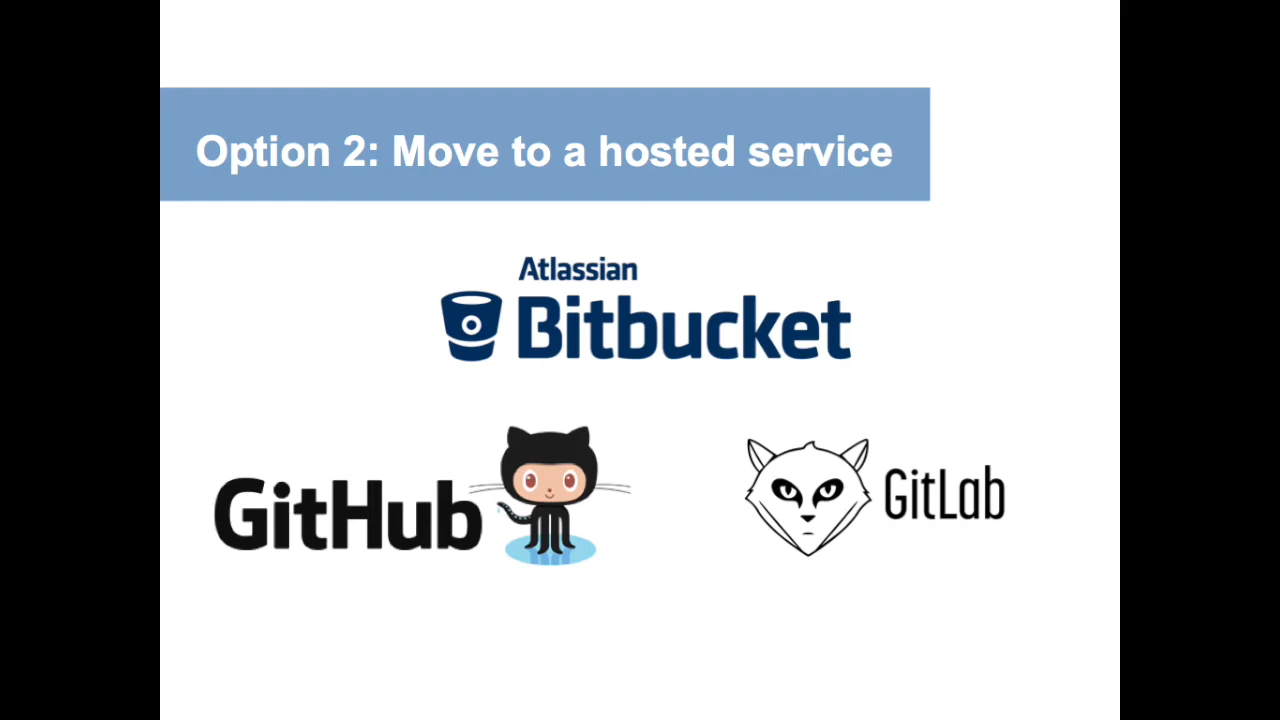 Option 2: Move to a hosted service
Atlassian
Bitbucket
GitHub
GitLab